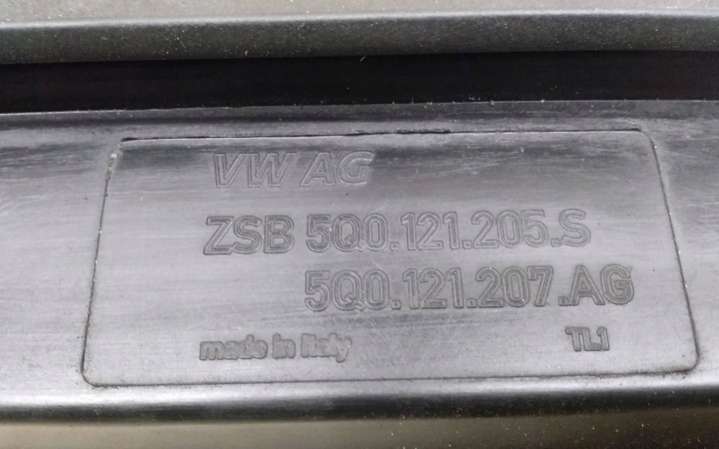 VW AG
ZSB 5Q0.121.205.S
5Q0.121.207.AG
made in Italy TL1